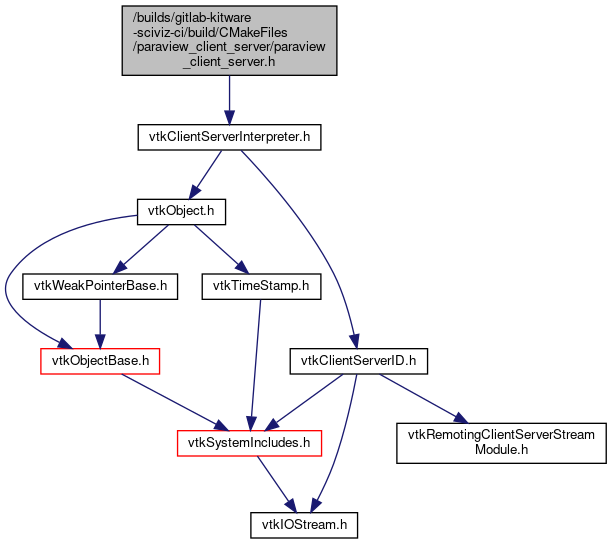 /builds/gitlab-kitware
-sciviz-ci/build/CMakeFiles
/paraview_client_server/paraview
_client_server.h
vtkClientServerInterpreter.h
vtkObject.h
vtkWeakPointerBase.h
vtkTimeStamp.h
vtkObjectBase.h
vtkClientServerID.h
vtkSystemIncludes.h
vtkRemotingClientServerStream
Module.h
vtkIOStream.h